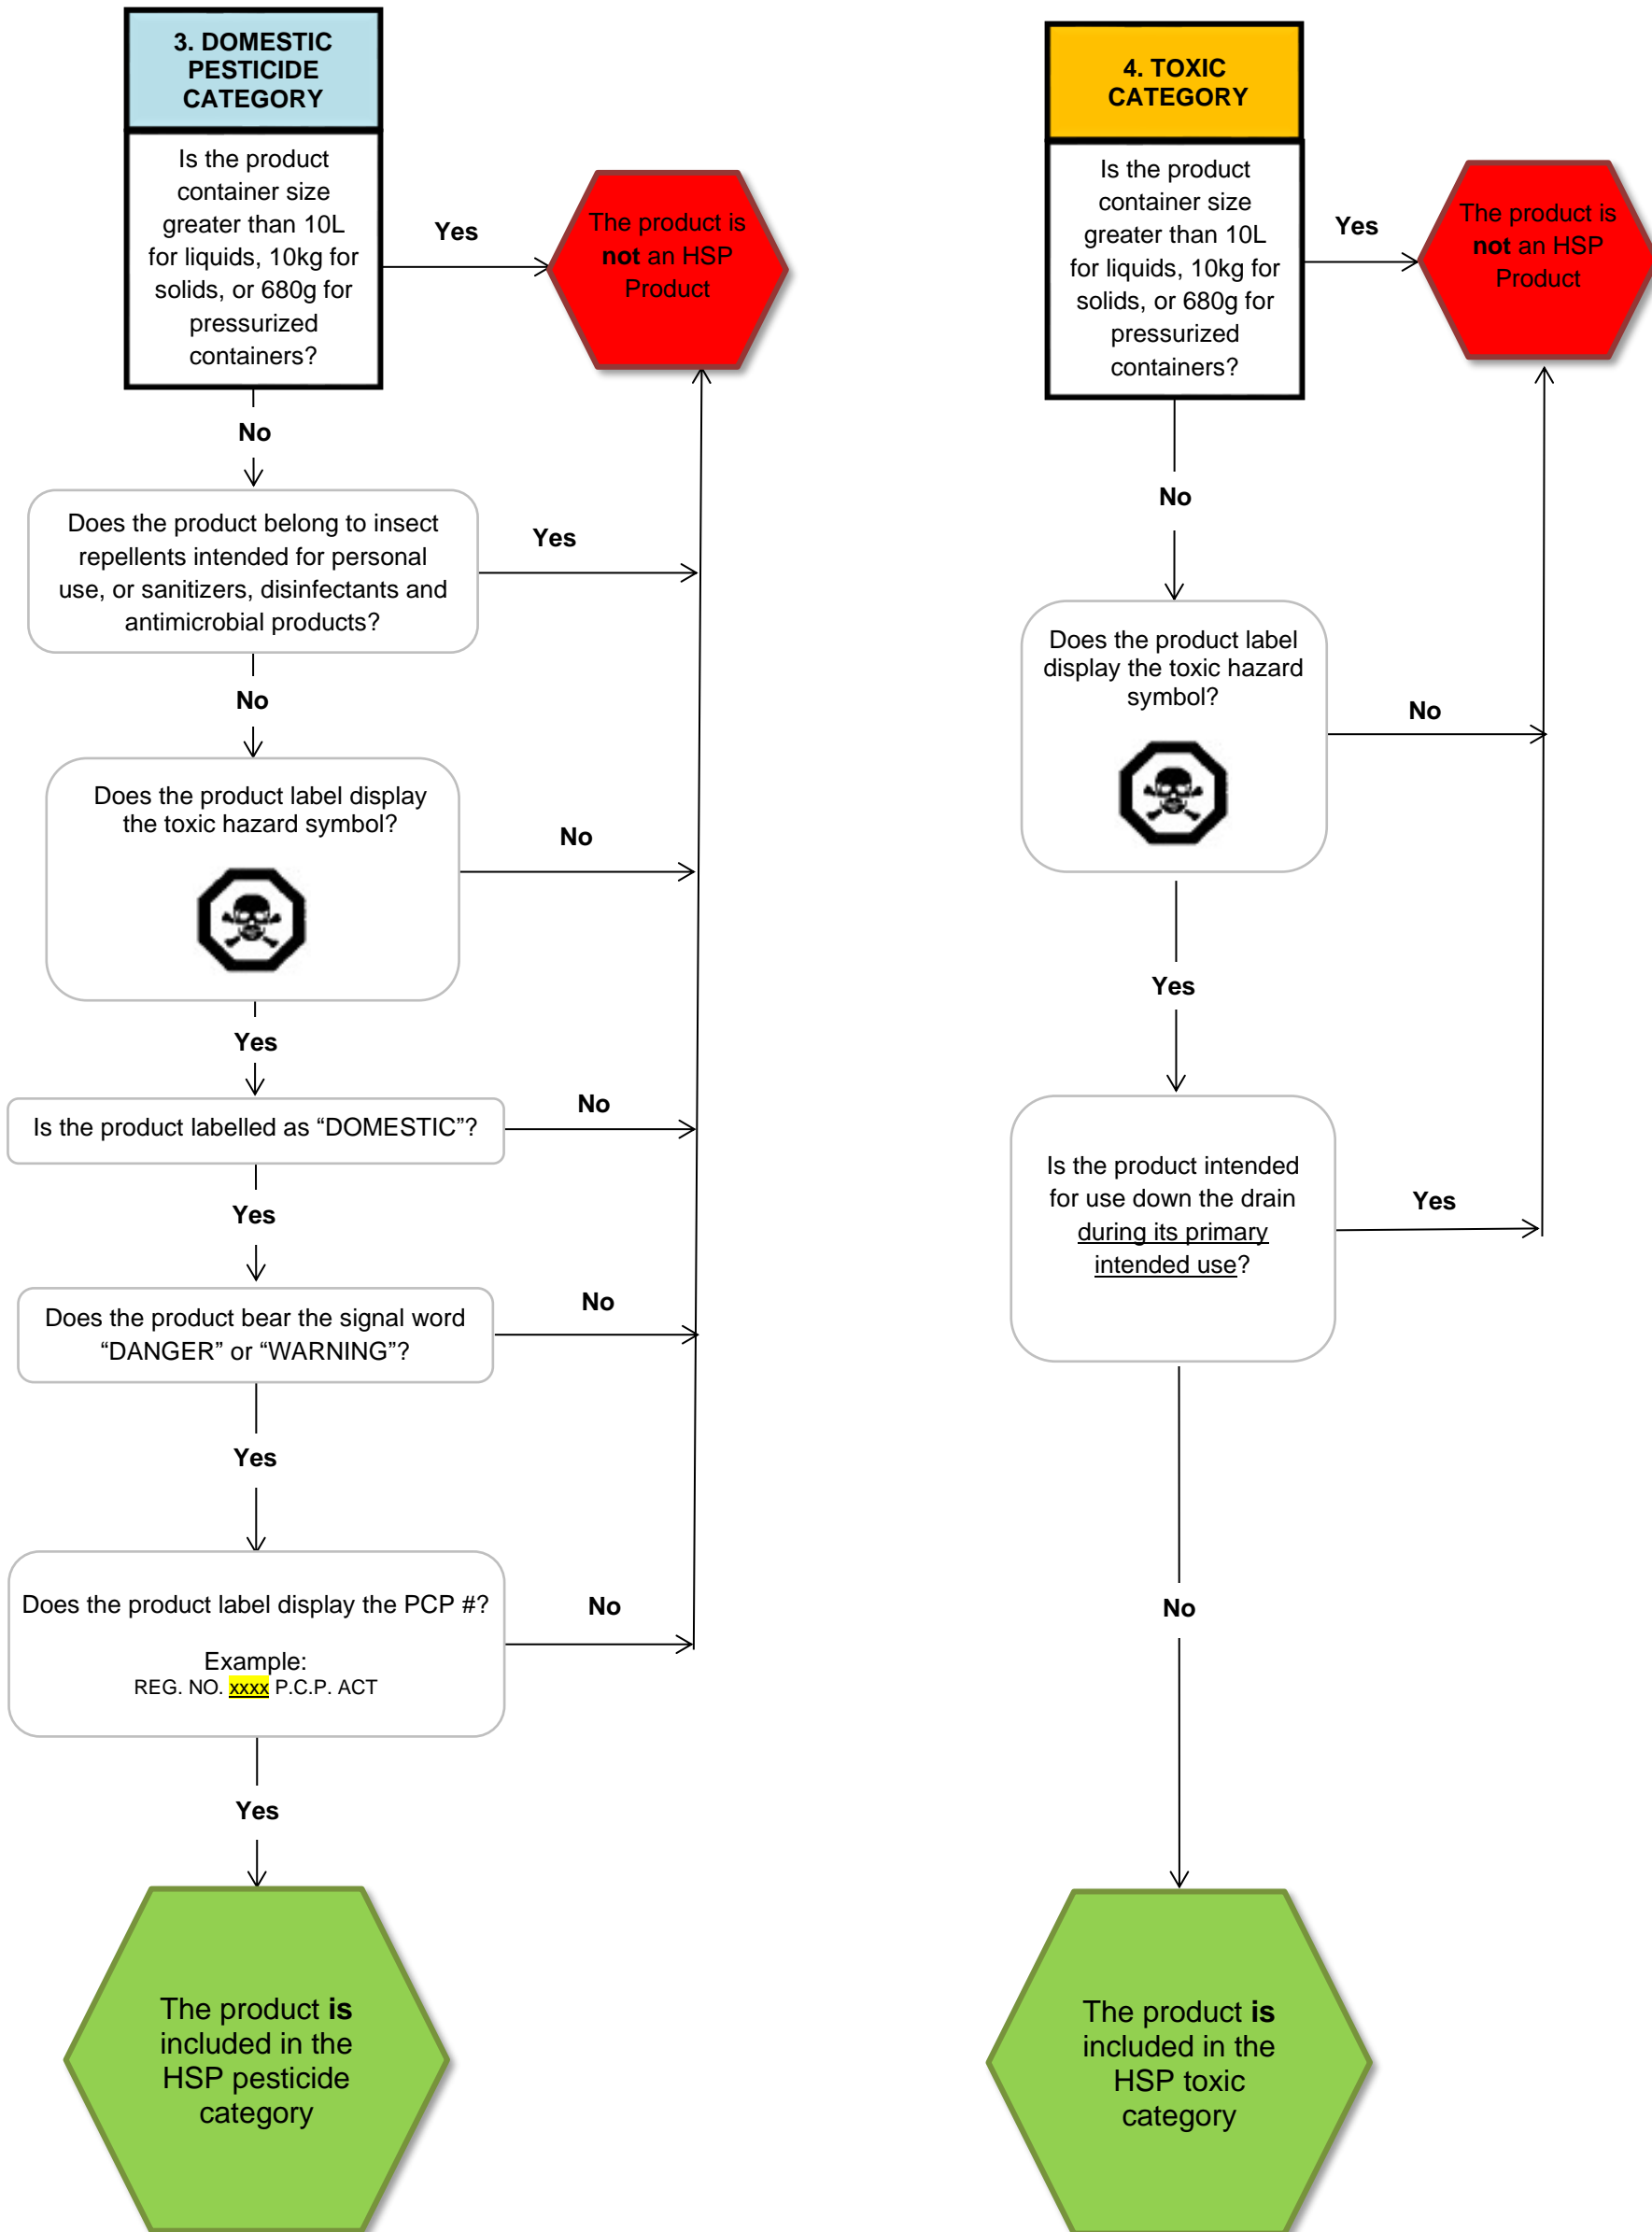 3. DOMESTIC
PESTICIDE
CATEGORY
Is the product
container size
greater than 10L
for liquids, 10kg for
solids, or 680g for
pressurized
containers?
Yes
The product is
not an HSP
Product
No
Does the product belong to insect
repellents intended for personal
use, or sanitizers, disinfectants and
antimicrobial products?
Yes
No
Does the product label display
the toxic hazard symbol?
No
Yes
Is the product labelled as “DOMESTIC”?
No
Yes
Does the product bear the signal word
“DANGER” or “WARNING”?
No
Yes
Does the product label display the PCP #?
Example:
REG. NO. xxxx P.C.P. ACT
No
Yes
The product is
included in the
HSP pesticide
category
4. TOXIC
CATEGORY
Is the product
container size
greater than 10L
for liquids, 10kg for
solids, or 680g for
pressurized
containers?
Yes
The product is
not an HSP
Product
No
Does the product label
display the toxic hazard
symbol?
No
Yes
Is the product intended
for use down the drain
during its primary
intended use?
Yes
No
The product is
included in the
HSP toxic
category